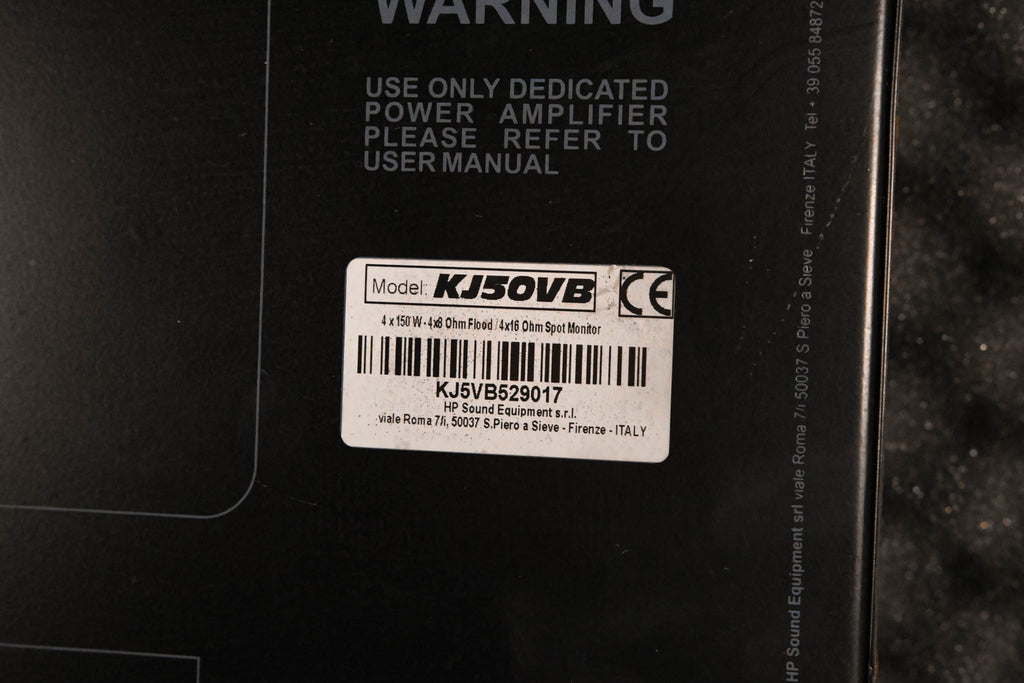 WARNING
USE ONLY DEDICATED
POWER AMPLIFIER
PLEASE REFER TO
USER MANUAL
Model: KJ50VB CE
4 x 150 W - 4x8 Ohm Flood / 4x16 Ohm Spot Monitor
KJ5VB529017
HP Sound Equipment s.r.l.
viale Roma 7/i, 50037 S.Piero a Sieve - Firenze - ITALY
HP Sound Equipment srl viale Roma 7/i 50037 S Piero a Sieve Firenze ITALY Tel + 39 055 84872